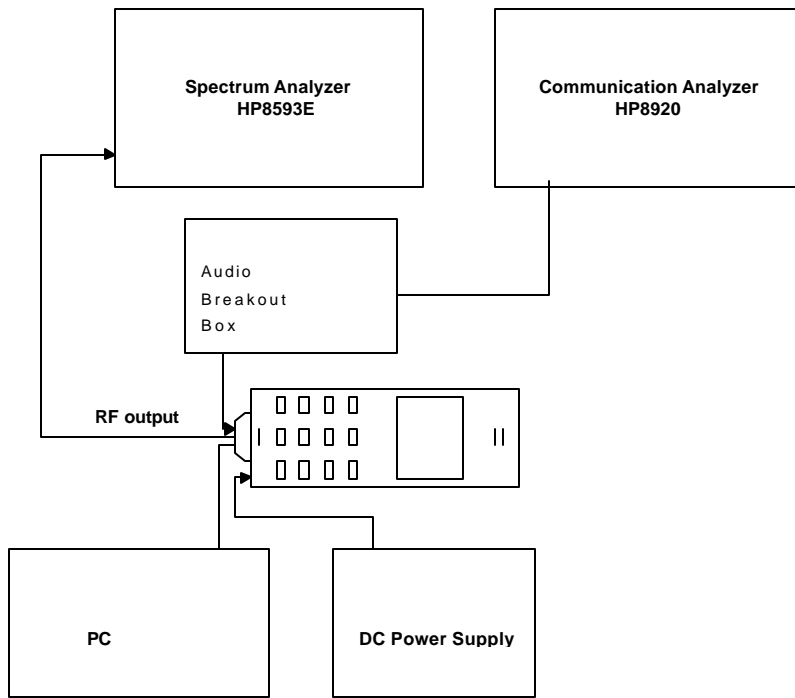 Spectrum Analyzer
HP8593E
Communication Analyzer
HP8920
Audio
Breakout
Box
RF output
PC
DC Power Supply